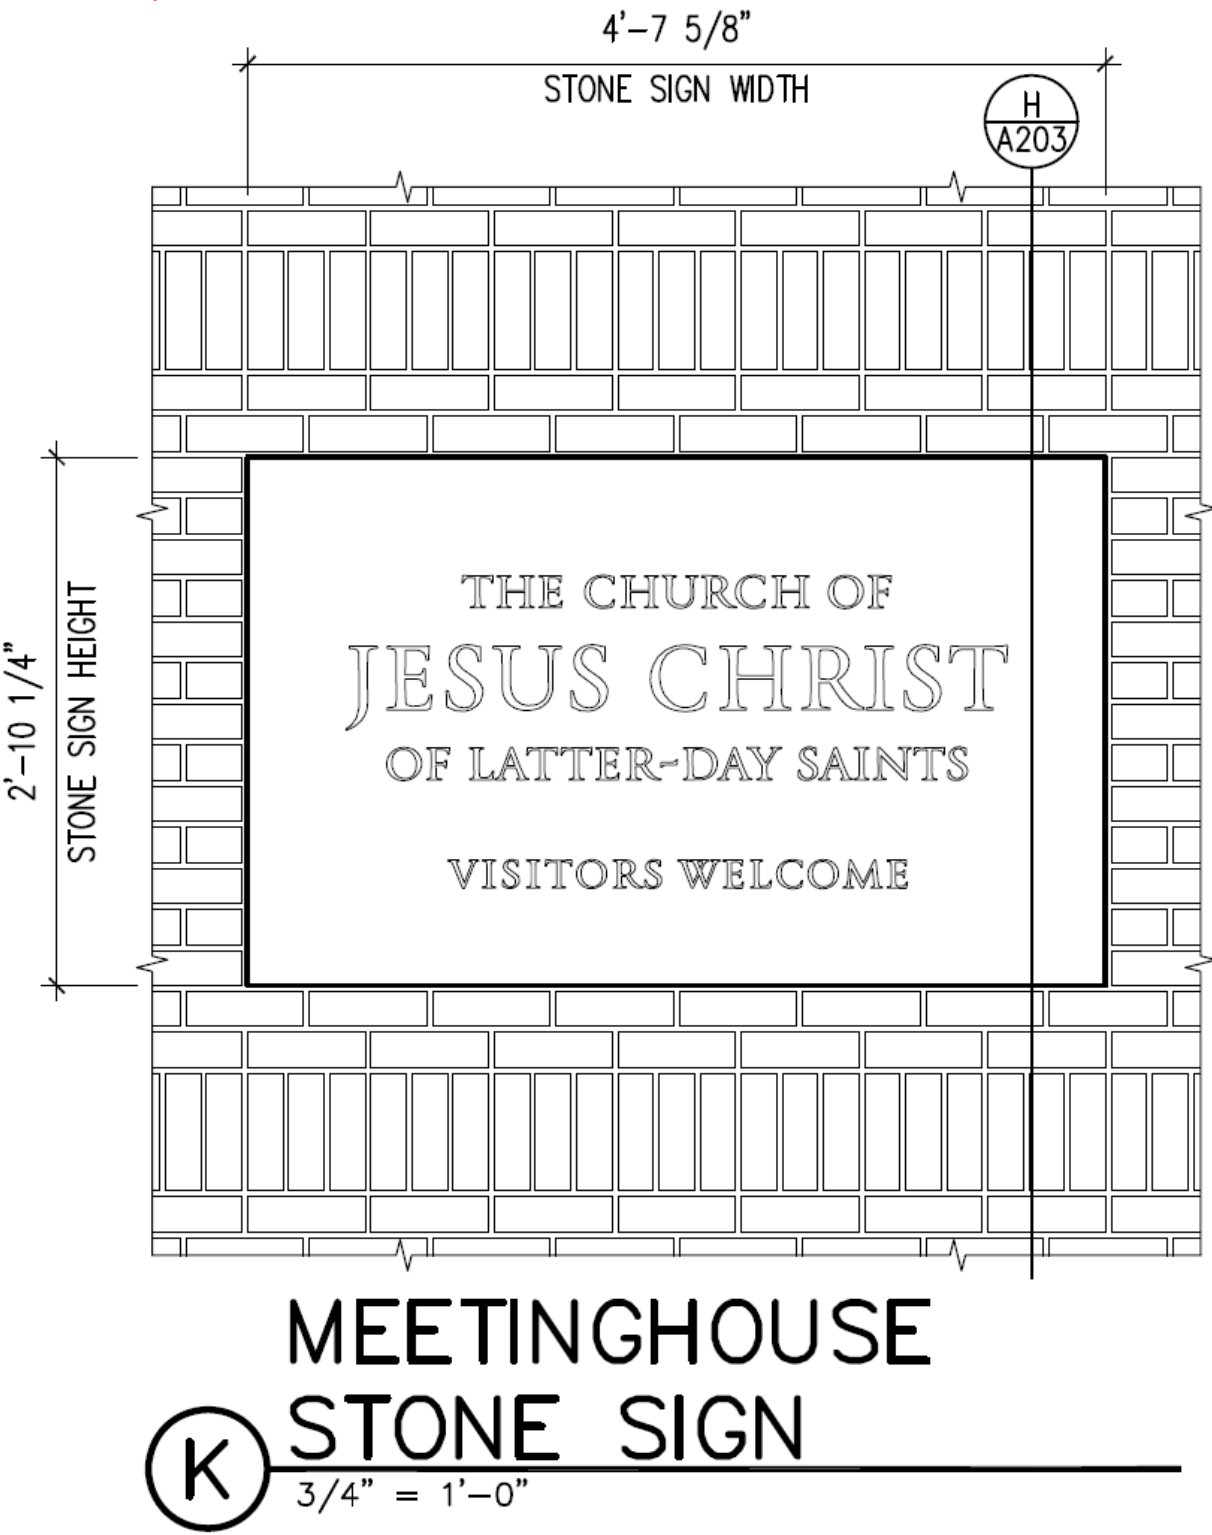 4'-7 5/8"
STONE SIGN WIDTH
H
A203
2'-10 1/4"
STONE SIGN HEIGHT
THE CHURCH OF
JESUS CHRIST
OF LATTER-DAY SAINTS
VISITORS WELCOME
MEETINGHOUSE
STONE SIGN
K
3/4" = 1'-0"